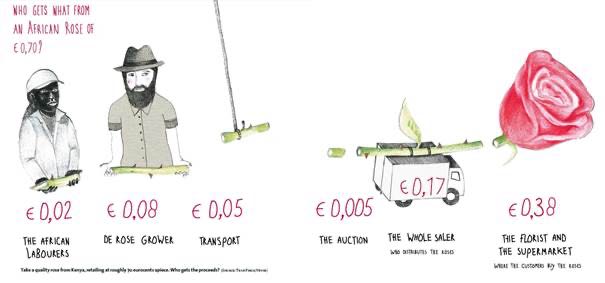 WHO GETS WHAT FROM
AN AFRICAN ROSE OF
€ 0,70?
€ 0,02
€ 0,08
€ 0,05
€ 0,005
€ 0,17
€ 0,38
THE AFRICAN
LABOURERS
DE ROSE GROWER
TRANSPORT
THE AUCTION
THE WHOLE SALER
WHO DISTRIBUTES THE ROSES
THE FLORIST AND
THE SUPERMARKET
WHERE THE CUSTOMERS BUY THE ROSES
Take a quality rose from Kenya, retailing at roughly 70 eurocents apiece. Who gets the proceeds?